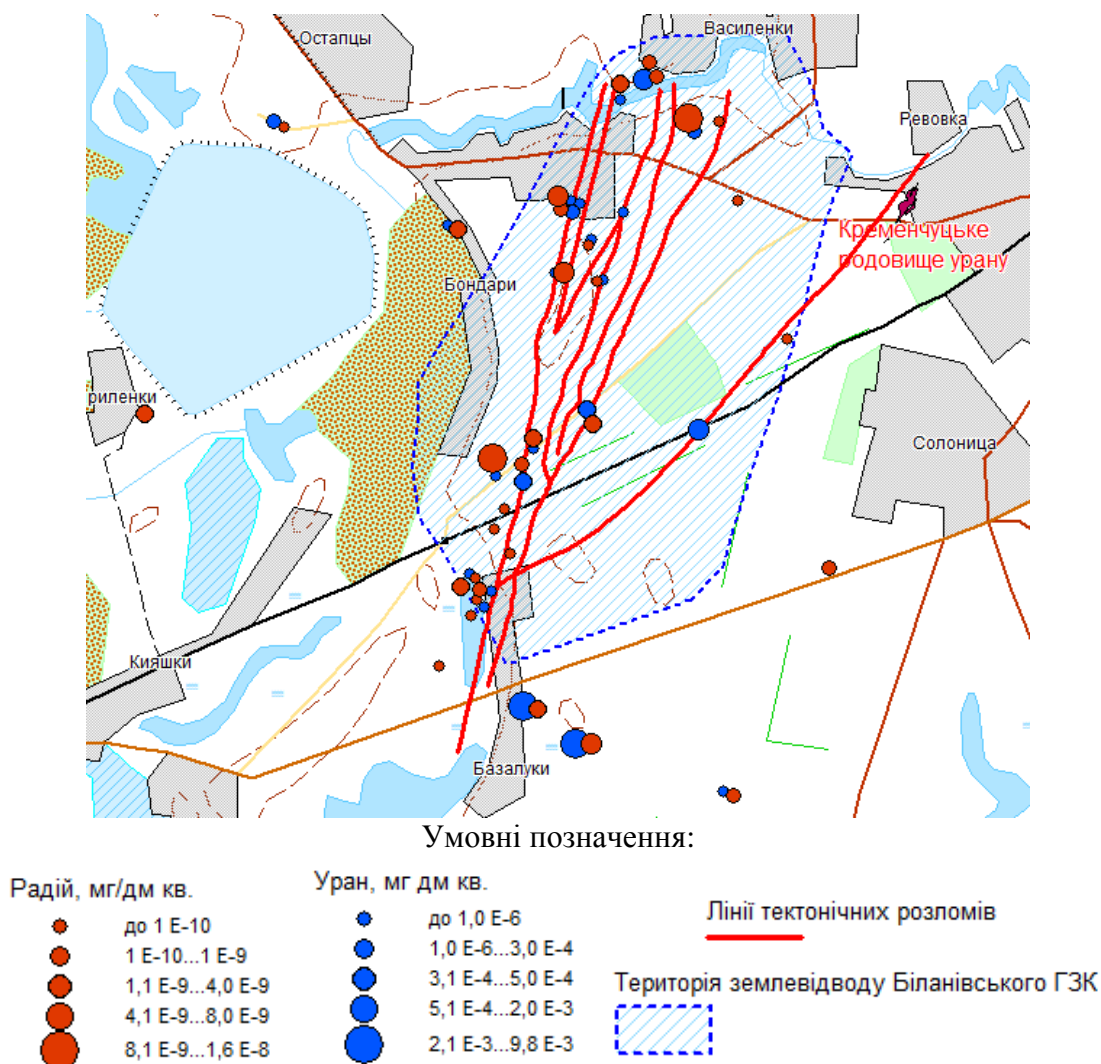 Остапцы
Василенки
Ревовка
Кременчуцьке
родовище урану
Бондари
риленки
Солоница
Кияшки
Базалуки
Умовні позначення:
Радій, мг/дм кв.
до 1 E-10
1 E-10...1 E-9
1,1 E-9...4,0 E-9
4,1 E-9...8,0 E-9
8,1 E-9...1,6 E-8
Уран, мг дм кв.
до 1,0 E-6
1,0 E-6...3,0 E-4
3,1 E-4...5,0 E-4
5,1 E-4...2,0 E-3
2,1 E-3...9,8 E-3
Лінії тектонічних розломів
Територія землевідводу Біланівського ГЗК